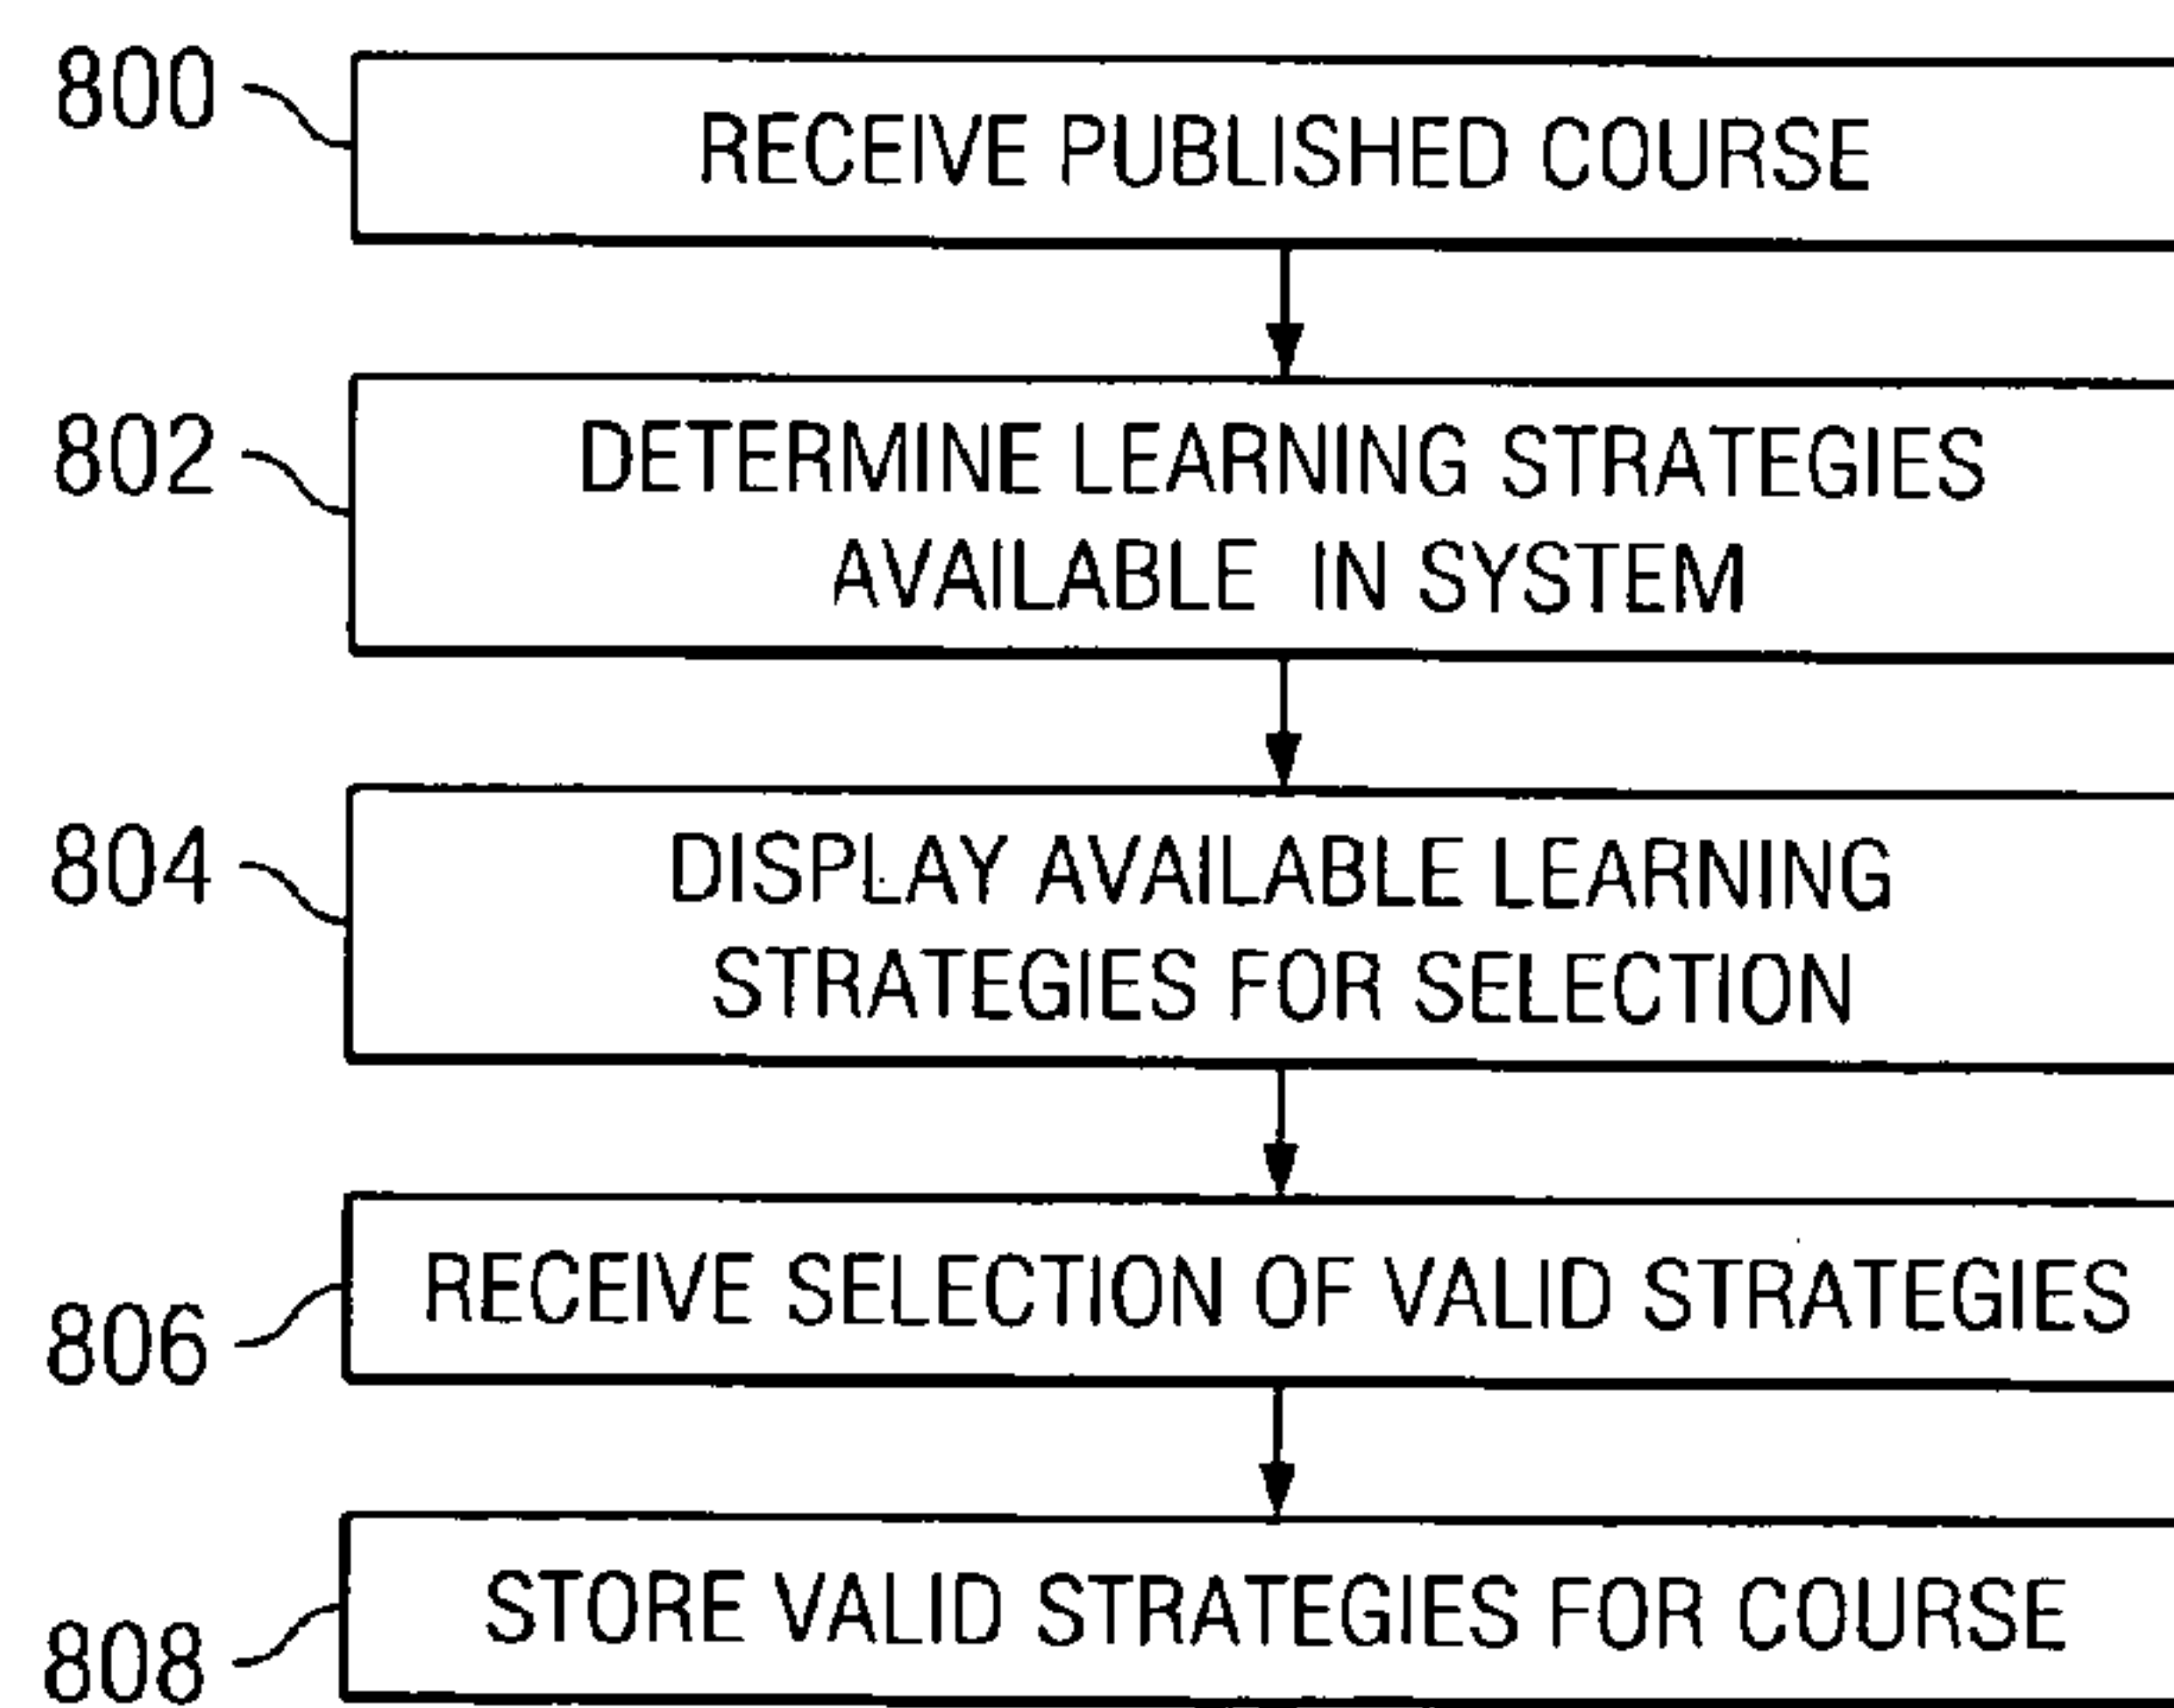 800
RECEIVE PUBLISHED COURSE
802
DETERMINE LEARNING STRATEGIES
AVAILABLE IN SYSTEM
804
DISPLAY AVAILABLE LEARNING
STRATEGIES FOR SELECTION
806
RECEIVE SELECTION OF VALID STRATEGIES
808
STORE VALID STRATEGIES FOR COURSE